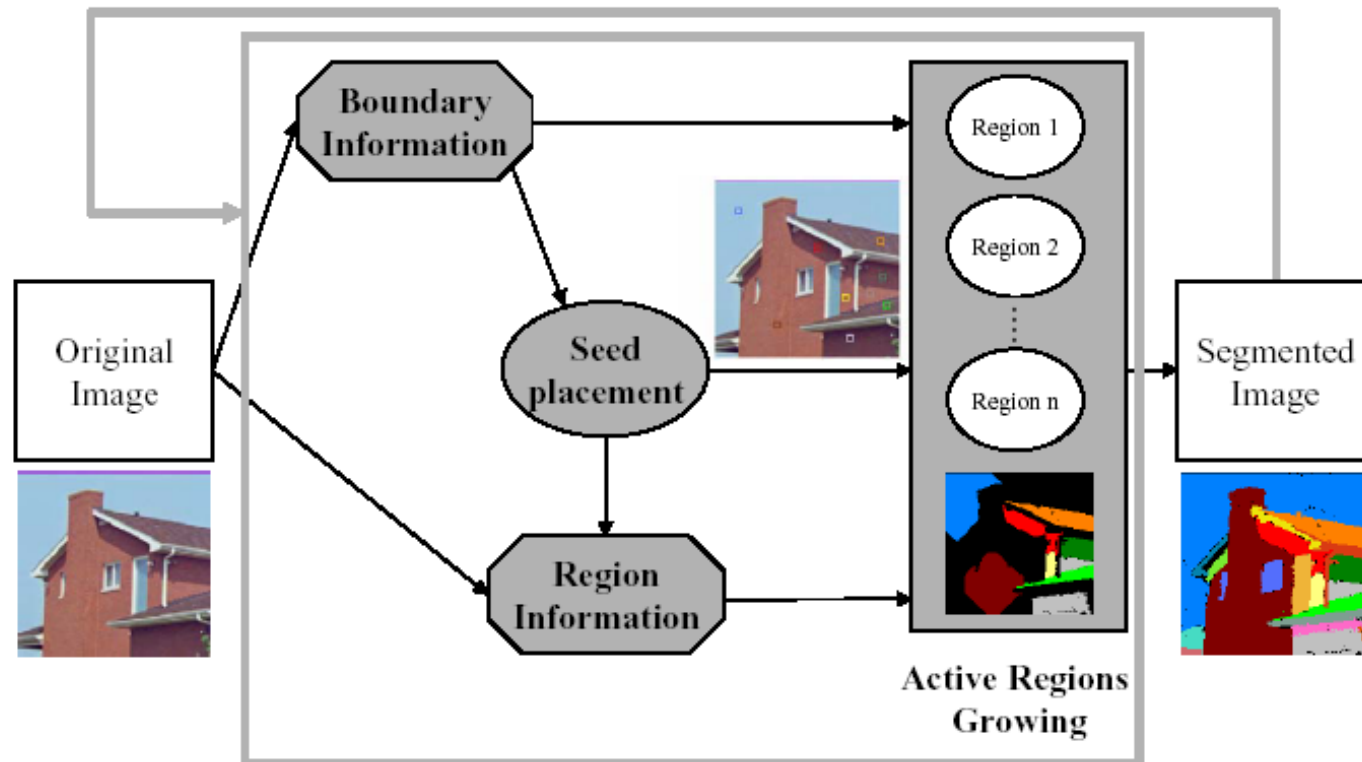 Boundary
Information
Region 1
Region 2
Original
Image
Seed
placement
Segmented
Image
Region n
Region
Information
Active Regions
Growing